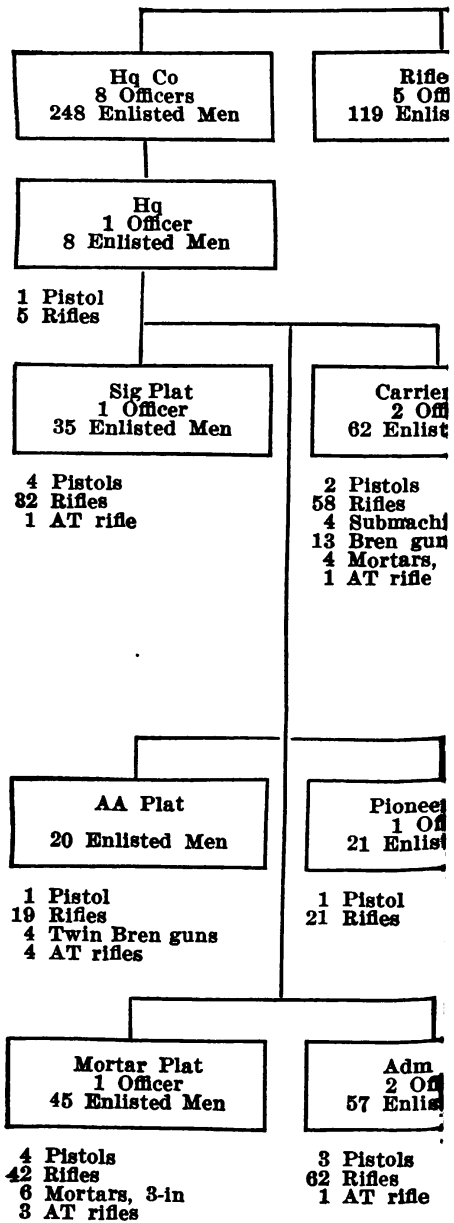 Hq Co
8 Officers
248 Enlisted Men
Rifle
5 Off
119 Enlis
Hq
1 Officer
8 Enlisted Men
1 Pistol
5 Rifles
Sig Plat
1 Officer
35 Enlisted Men
4 Pistols
32 Rifles
1 AT rifle
Carrier
2 Off
62 Enlist
2 Pistols
58 Rifles
4 Submachi
13 Bren gun
4 Mortars,
1 AT rifle
AA Plat
20 Enlisted Men
1 Pistol
19 Rifles
4 Twin Bren guns
4 AT rifles
Pionee
1 Of
21 Enlist
1 Pistol
21 Rifles
Mortar Plat
1 Officer
45 Enlisted Men
4 Pistols
42 Rifles
6 Mortars, 3-in
3 AT rifles
Adm
2 Off
57 Enlis
3 Pistols
62 Rifles
1 AT rifle